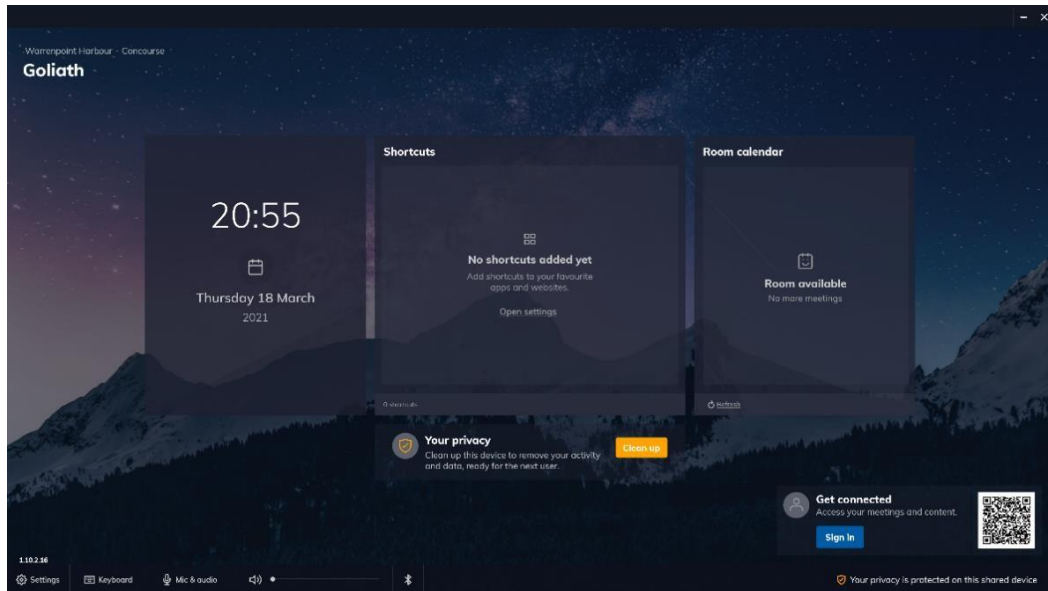 Warrenpoint Harbour - Concourse
Goliath
20:55
Thursday 18 March
2021
Shortcuts
No shortcuts added yet
Add shortcuts to your favourite
apps and websites.
Open settings
0 shortcuts
Room calendar
Room available
No more meetings
Refresh
Your privacy
Clean up this device to remove your activity
and data, ready for the next user.
Clean up
Get connected
Access your meetings and content.
Sign in
1.10.2.16
Settings
Keyboard
Mic & audio
Your privacy is protected on this shared device